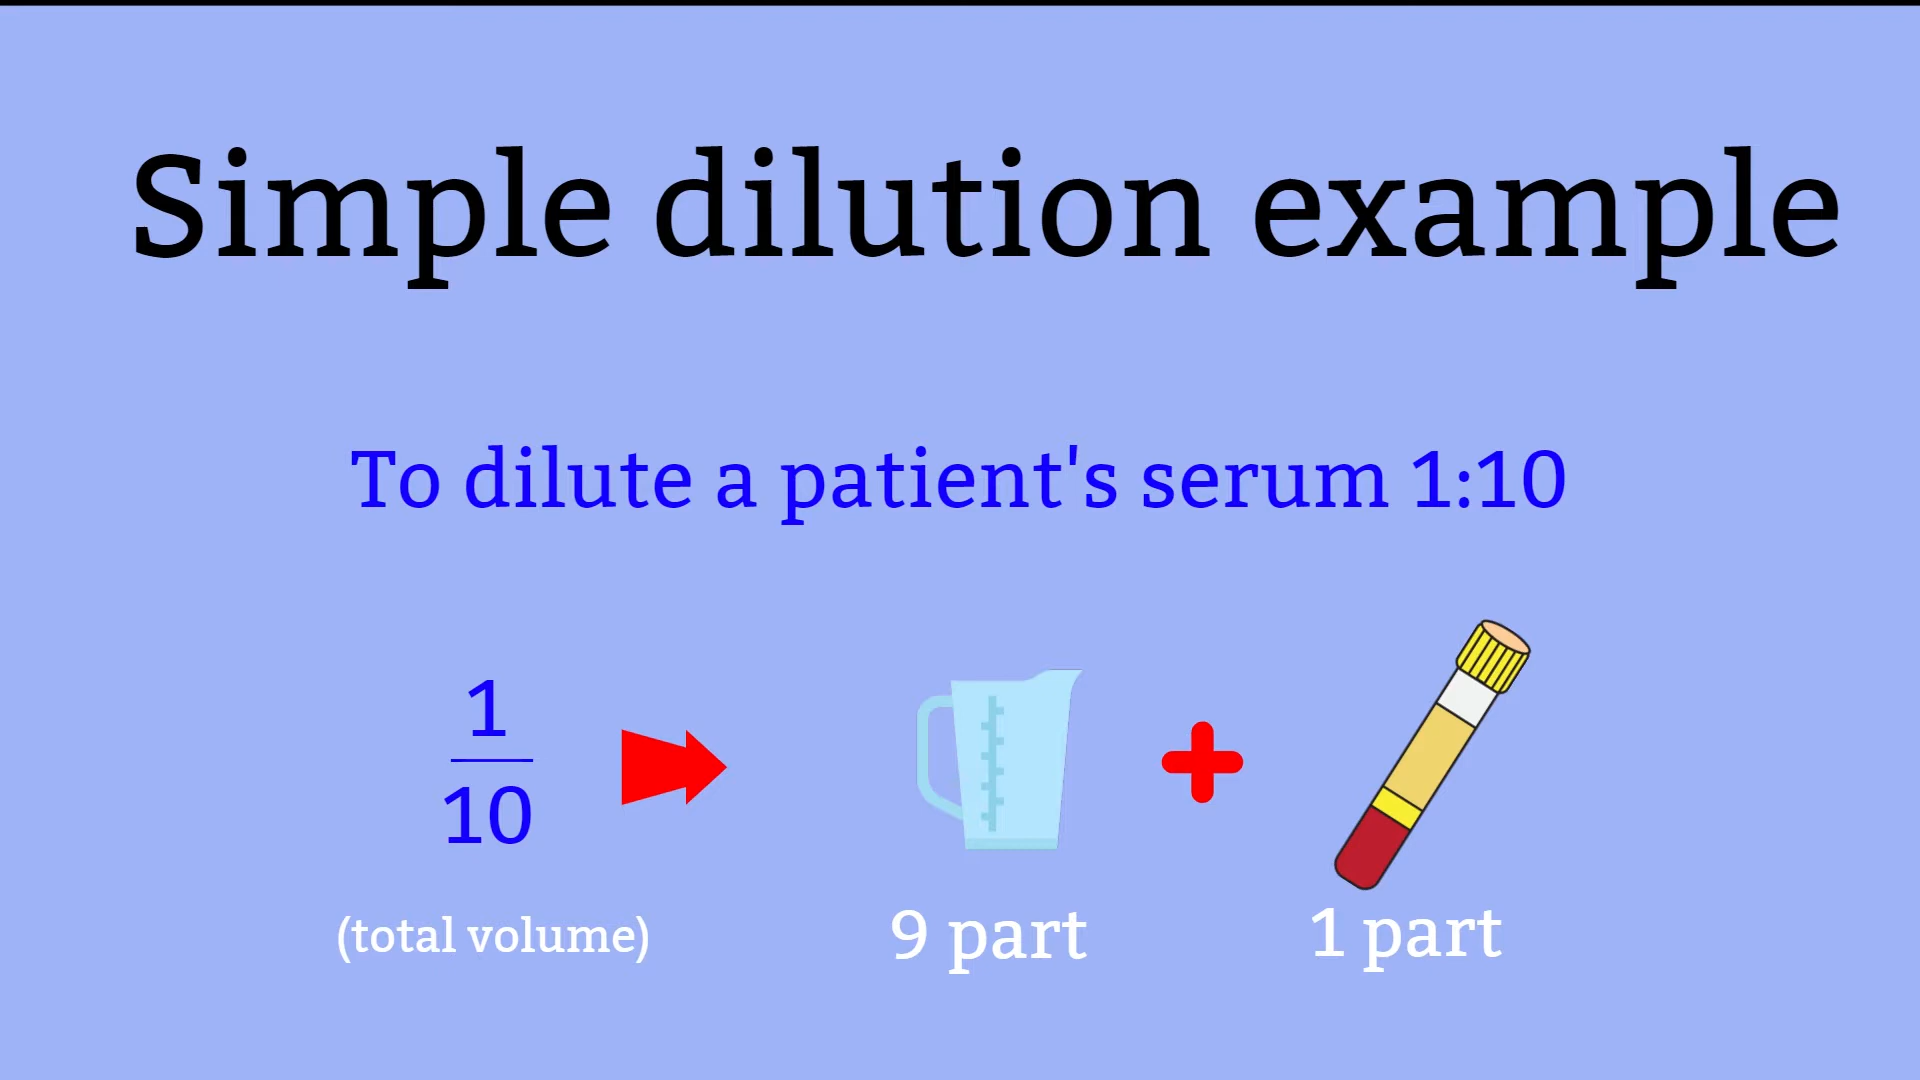 Simple dilution example
To dilute a patient's serum 1:10
1
10
(total volume)
9 part
1 part